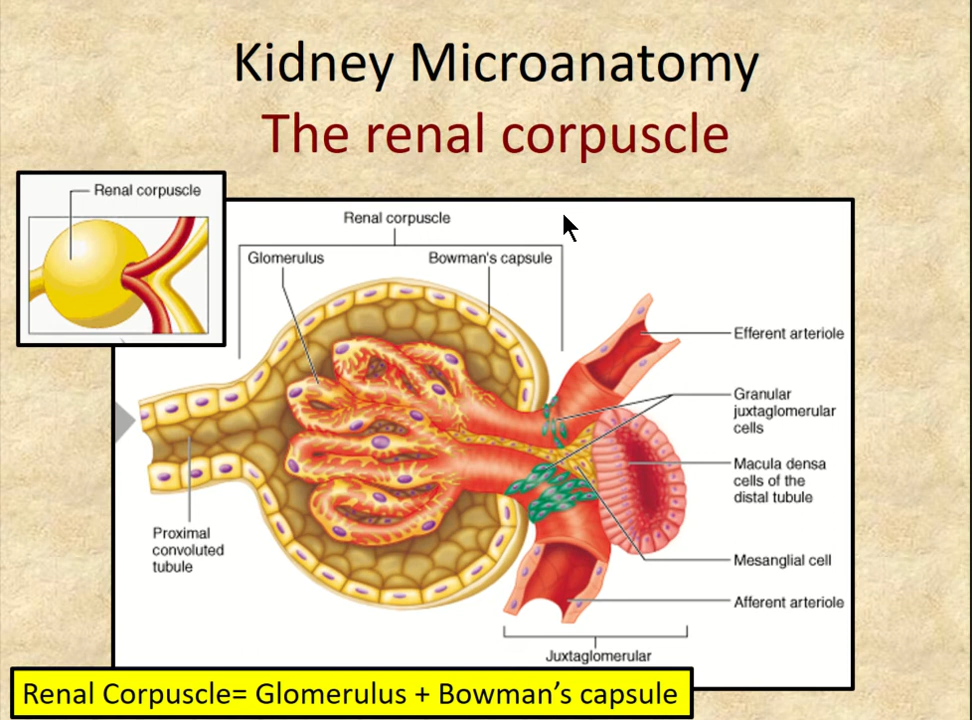 Kidney Microanatomy
The renal corpuscle
Renal corpuscle
Renal corpuscle
Glomerulus
Bowman's capsule
Efferent arteriole
Granular
juxtaglomerular
cells
Macula densa
cells of the
distal tubule
Proximal
convoluted
tubule
Mesanglial cell
Afferent arteriole
Juxtaglomerular
Renal Corpuscle= Glomerulus + Bowman’s capsule